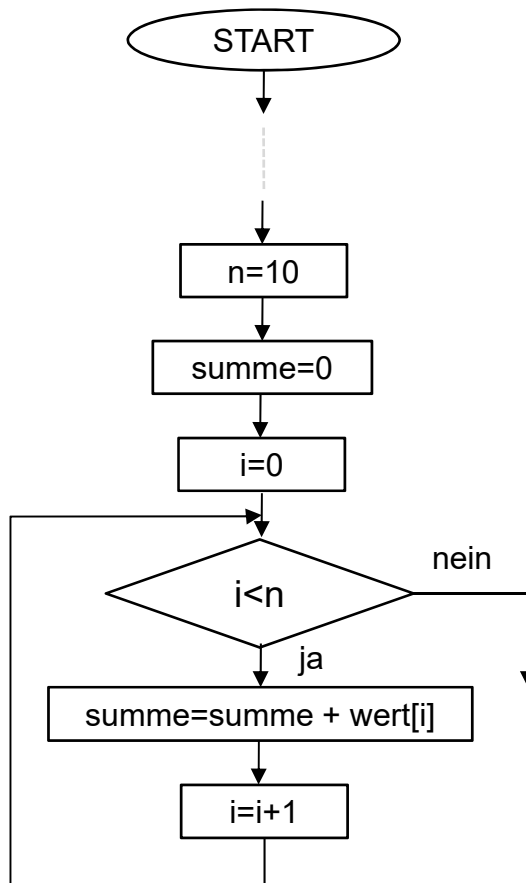 START
n=10
summe=0
i=0
nein
i<n
ja
summe=summe + wert[i]
i=i+1